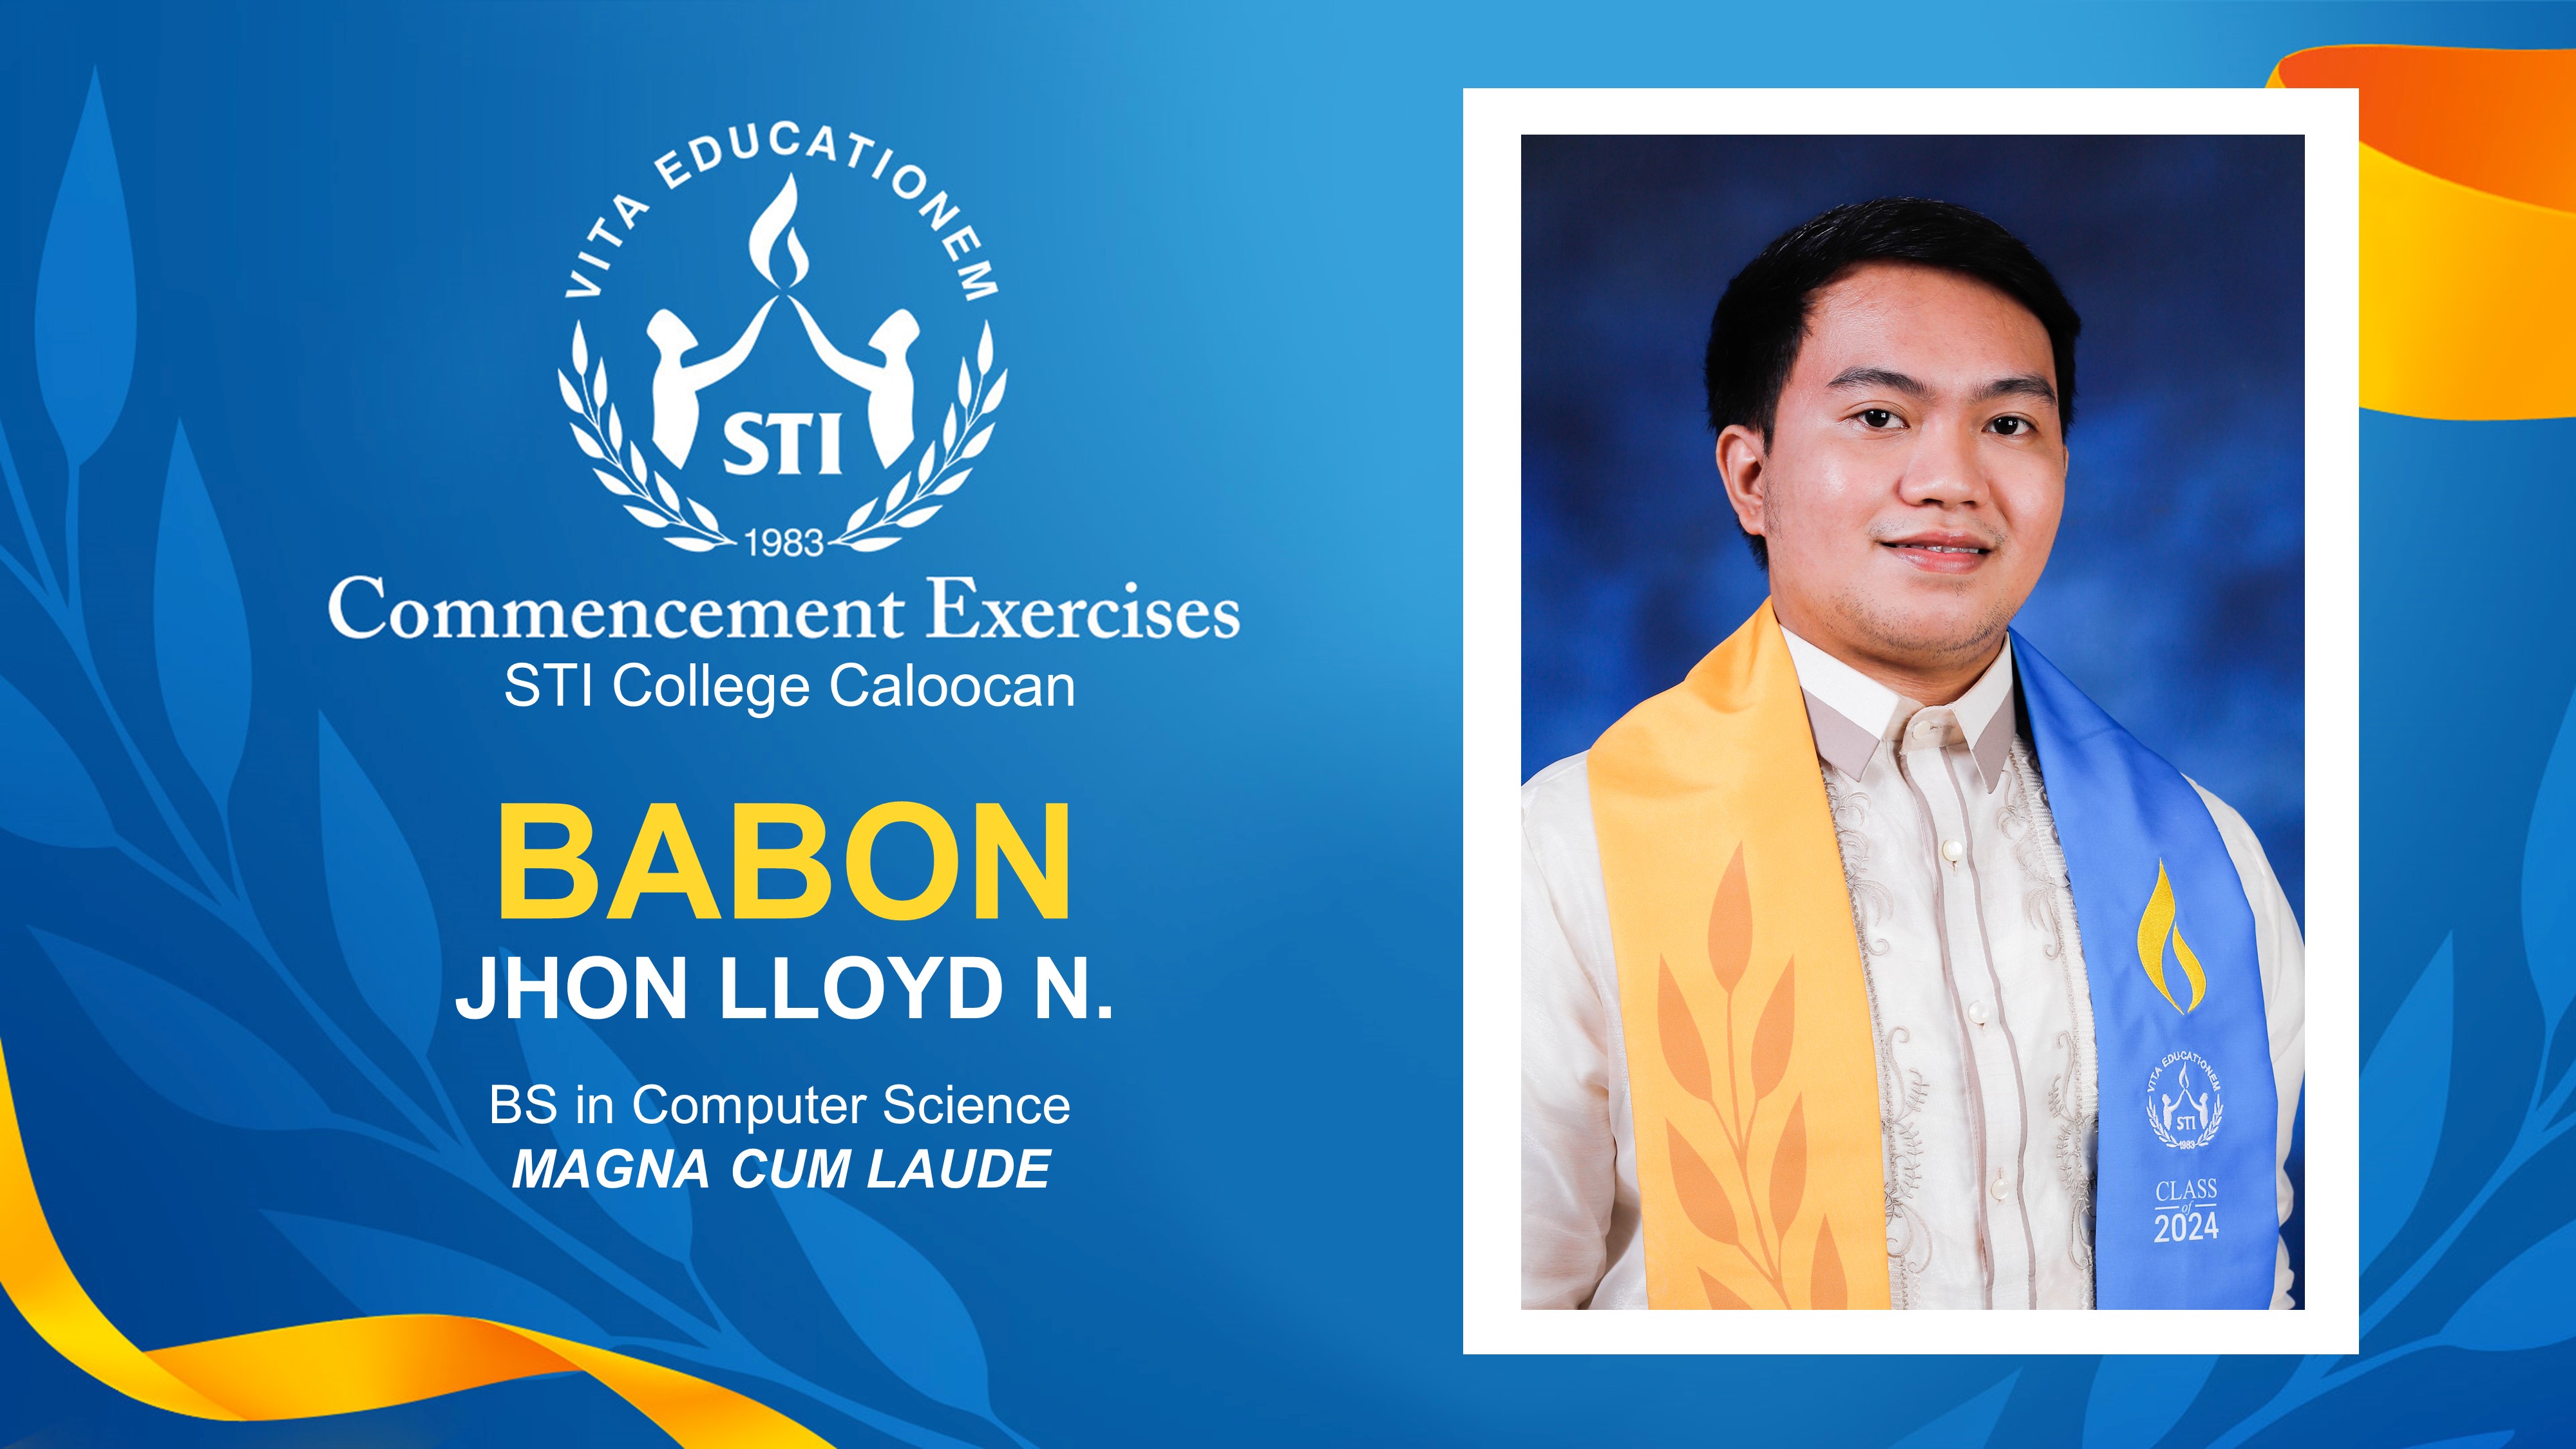 VITA EDUCATIONEM
STI
1983
Commencement Exercises
STI College Caloocan
BABON
JHON LLOYD N.
BS in Computer Science
MAGNA CUM LAUDE
VITA EDUCATIONEM
STI
1983
CLASS
of
2024